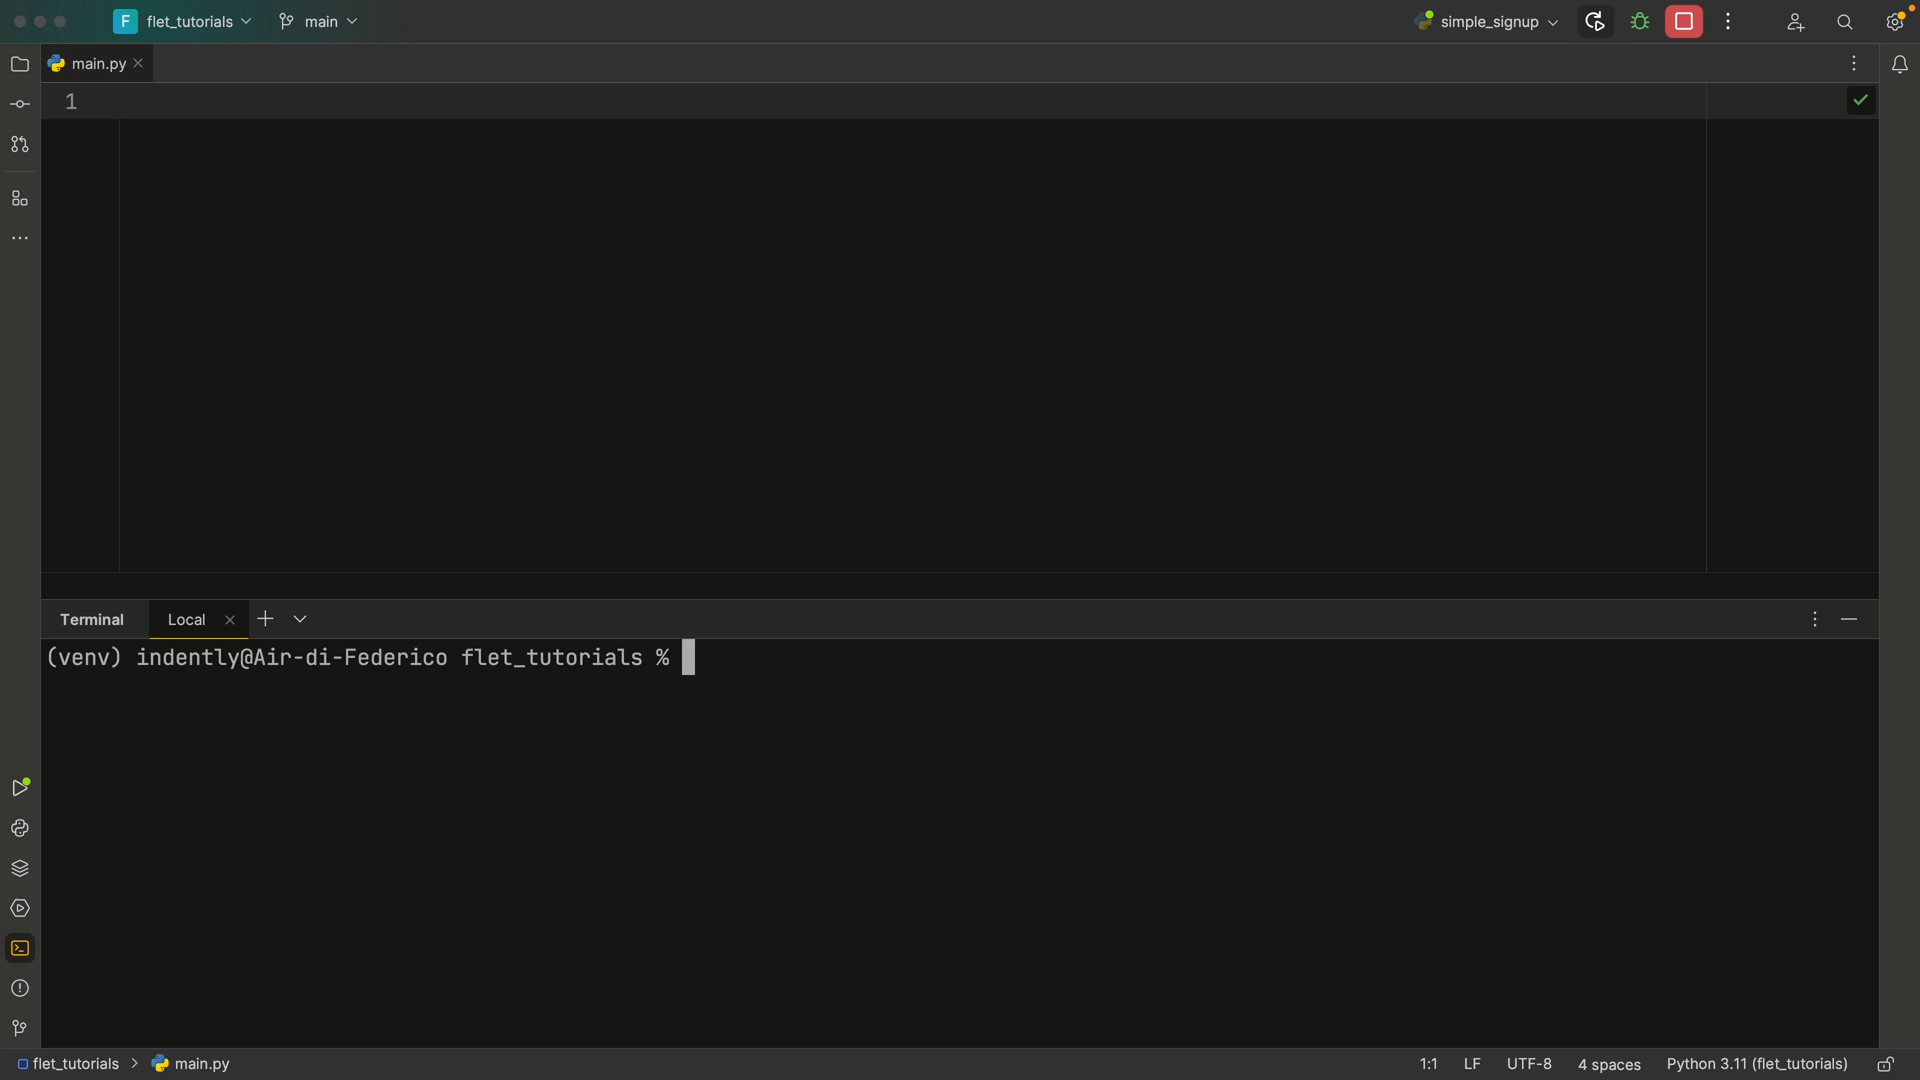 F flet_tutorials main simple_signup
main.py
1
Terminal Local
(venv) indently@Air-di-Federico flet_tutorials %
flet_tutorials main.py 1:1 LF UTF-8 4 spaces Python 3.11 (flet_tutorials)